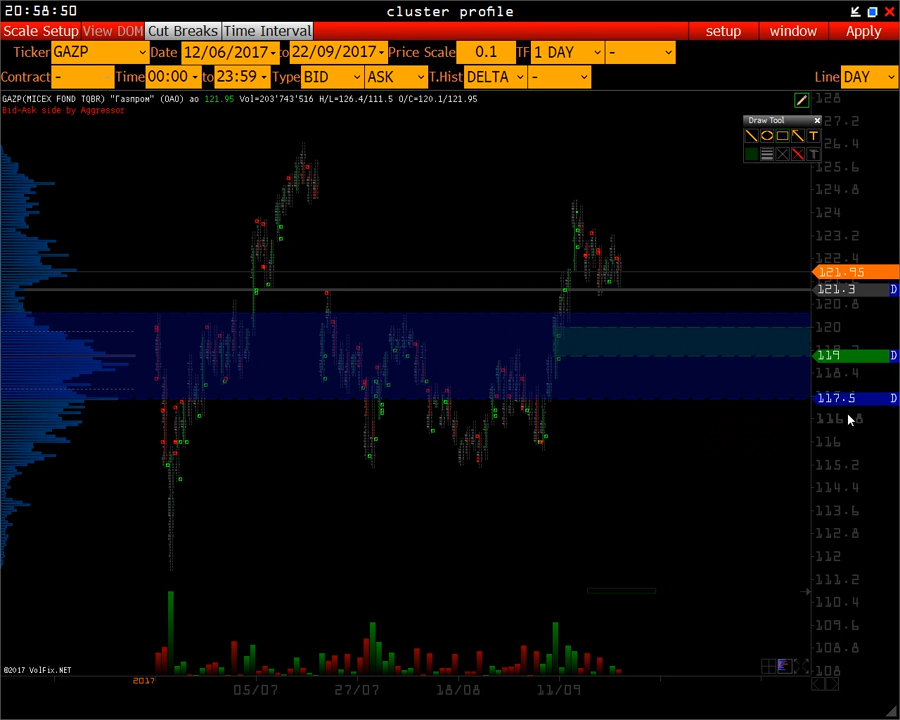 20:58:50 cluster profile
Scale Setup View DOM Cut Breaks Time Interval setup window Apply
Ticker GAZP Date 12/06/2017 to 22/09/2017 Price Scale 0.1 TF 1 DAY -
Contract - Time 00:00 to 23:59 Type BID ASK T.Hist DELTA - Line DAY
GAZP(MICEX FOND TQBR) "Газпром" (ОАО) ао 121.95 Vol=203'743'516 H/L=126.4/111.5 O/C=120.1/121.95
Bid-Ask side by Aggressor
Draw Tool
T
T
128
127.2
126.4
125.6
124.8
124
123.2
122.4
121.95
121.3 D
120.8
120
119 D
118.4
117.5 D
116.8
116
115.2
114.4
113.6
112.8
112
111.2
110.4
109.6
108.8
108
©2017 VolFix.NET
2017
05/07 27/07 18/08 11/09